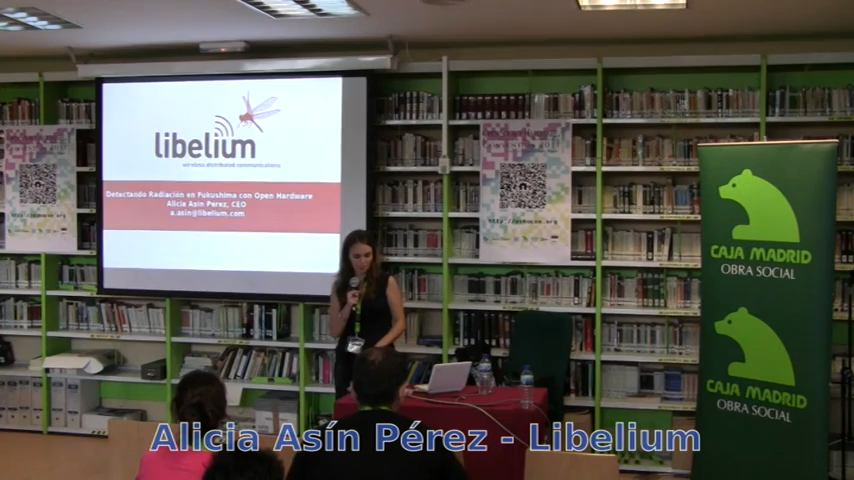 libelium
wireless distributed communications
Detectando Radiación en Fukushima con Open Hardware
Alicia Asín Perez, CEO
a.asin@libelium.com
CAJA MADRID
OBRA SOCIAL
CAJA MADRID
OBRA SOCIAL
Alicia Asín Pérez - Libelium